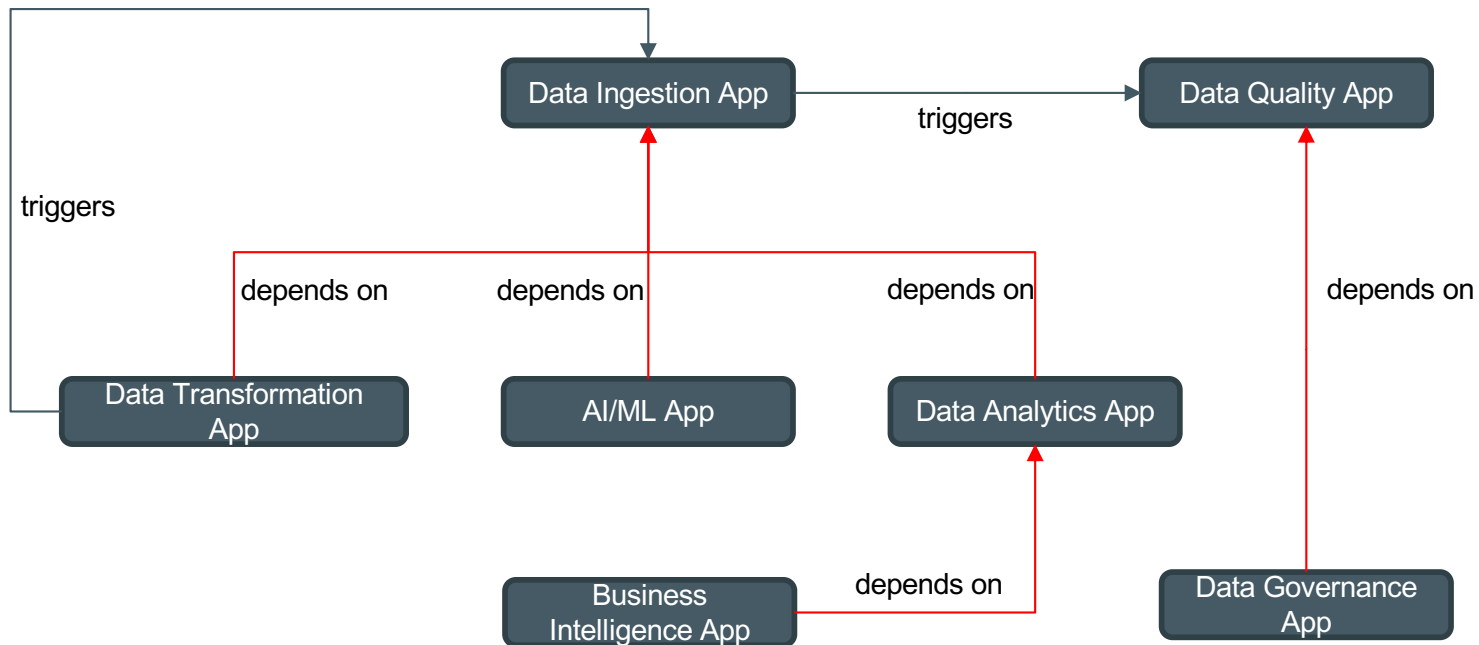 Data Ingestion App
Data Quality App
triggers
triggers
depends on
depends on
depends on
depends on
Data Transformation
App
AI/ML App
Data Analytics App
Business
Intelligence App
depends on
Data Governance
App